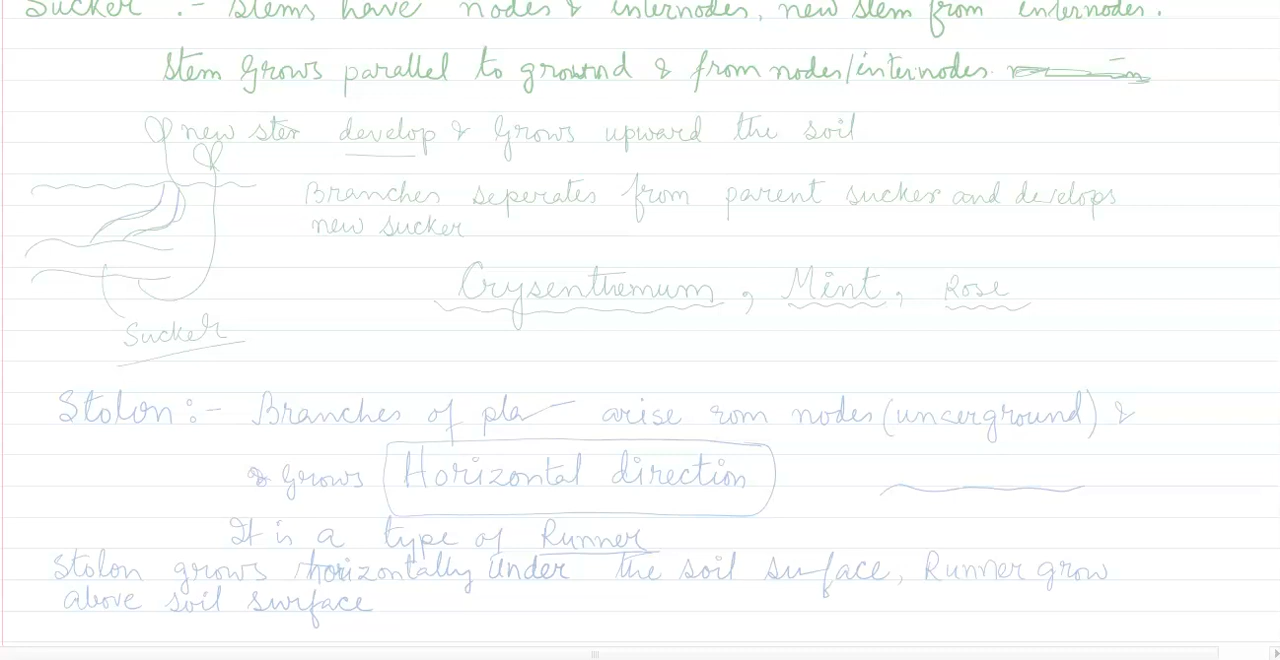 Sucker :- Stems have nodes & internodes, new stem from internodes.
Stem Grows parallel to ground & from nodes/internodes.
new ster develop & Grows upward the soil
Branches seperates from parent sucker and develops
new sucker
Crysenthemum, Mint, Rose
Sucker
Stolon :- Branches of pla arise rom nodes (uncerground) &
& Grows Horizontal direction
It is a type of Runner
Stolon grows horizontally under the soil surface, Runner grow
above soil surface